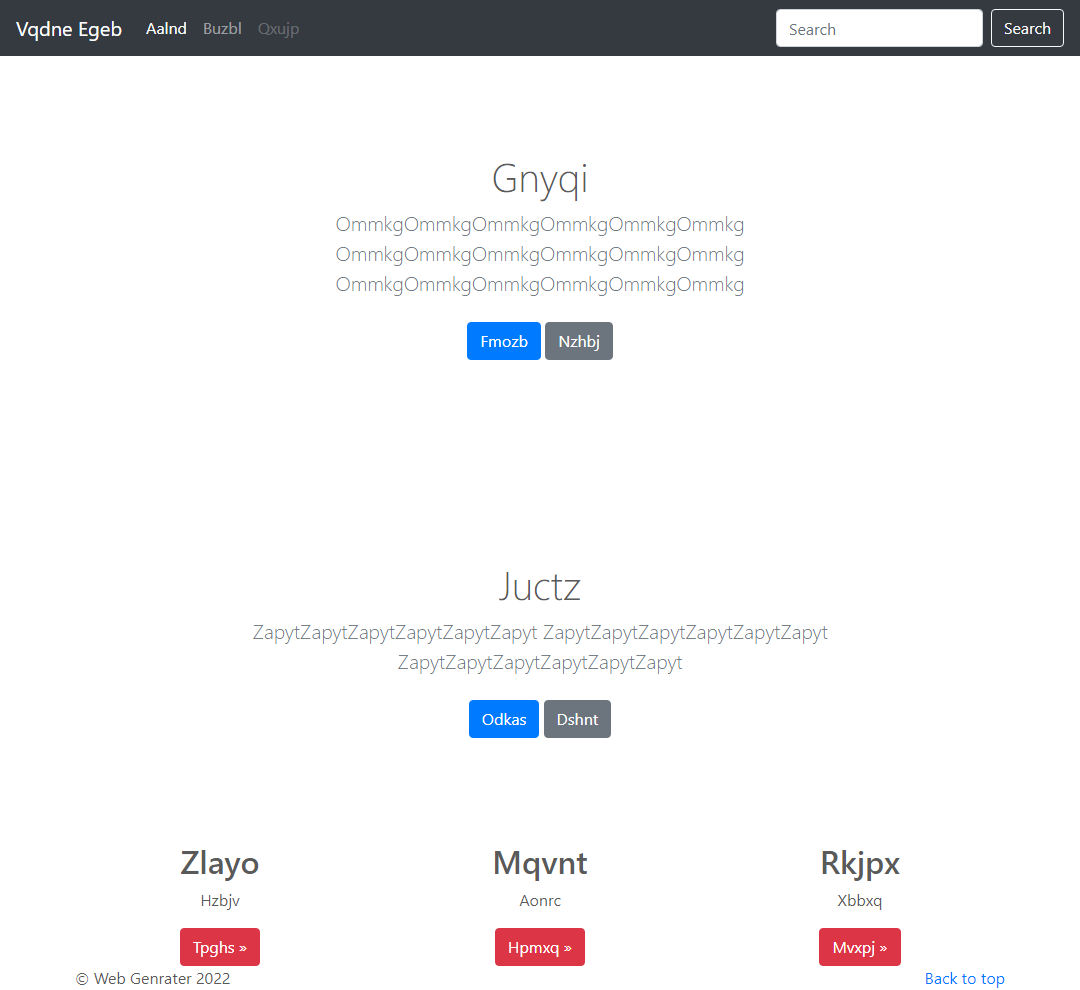 Vqdne Egeb Aalnd Buzbl Qxujp Search Search
Gnyqi
OmmkgOmmkgOmmkgOmmkgOmmkgOmmkg
OmmkgOmmkgOmmkgOmmkgOmmkgOmmkg
OmmkgOmmkgOmmkgOmmkgOmmkgOmmkg
Fmozb Nzhbj
Juctz
ZapytZapytZapytZapytZapytZapyt ZapytZapytZapytZapytZapytZapyt
ZapytZapytZapytZapytZapytZapyt
Odkas Dshnt
Zlayo Mqvnt Rkjpx
Hzbjv Aonrc Xbbxq
Tpghs » Hpmxq » Mvxpj »
© Web Genrater 2022 Back to top